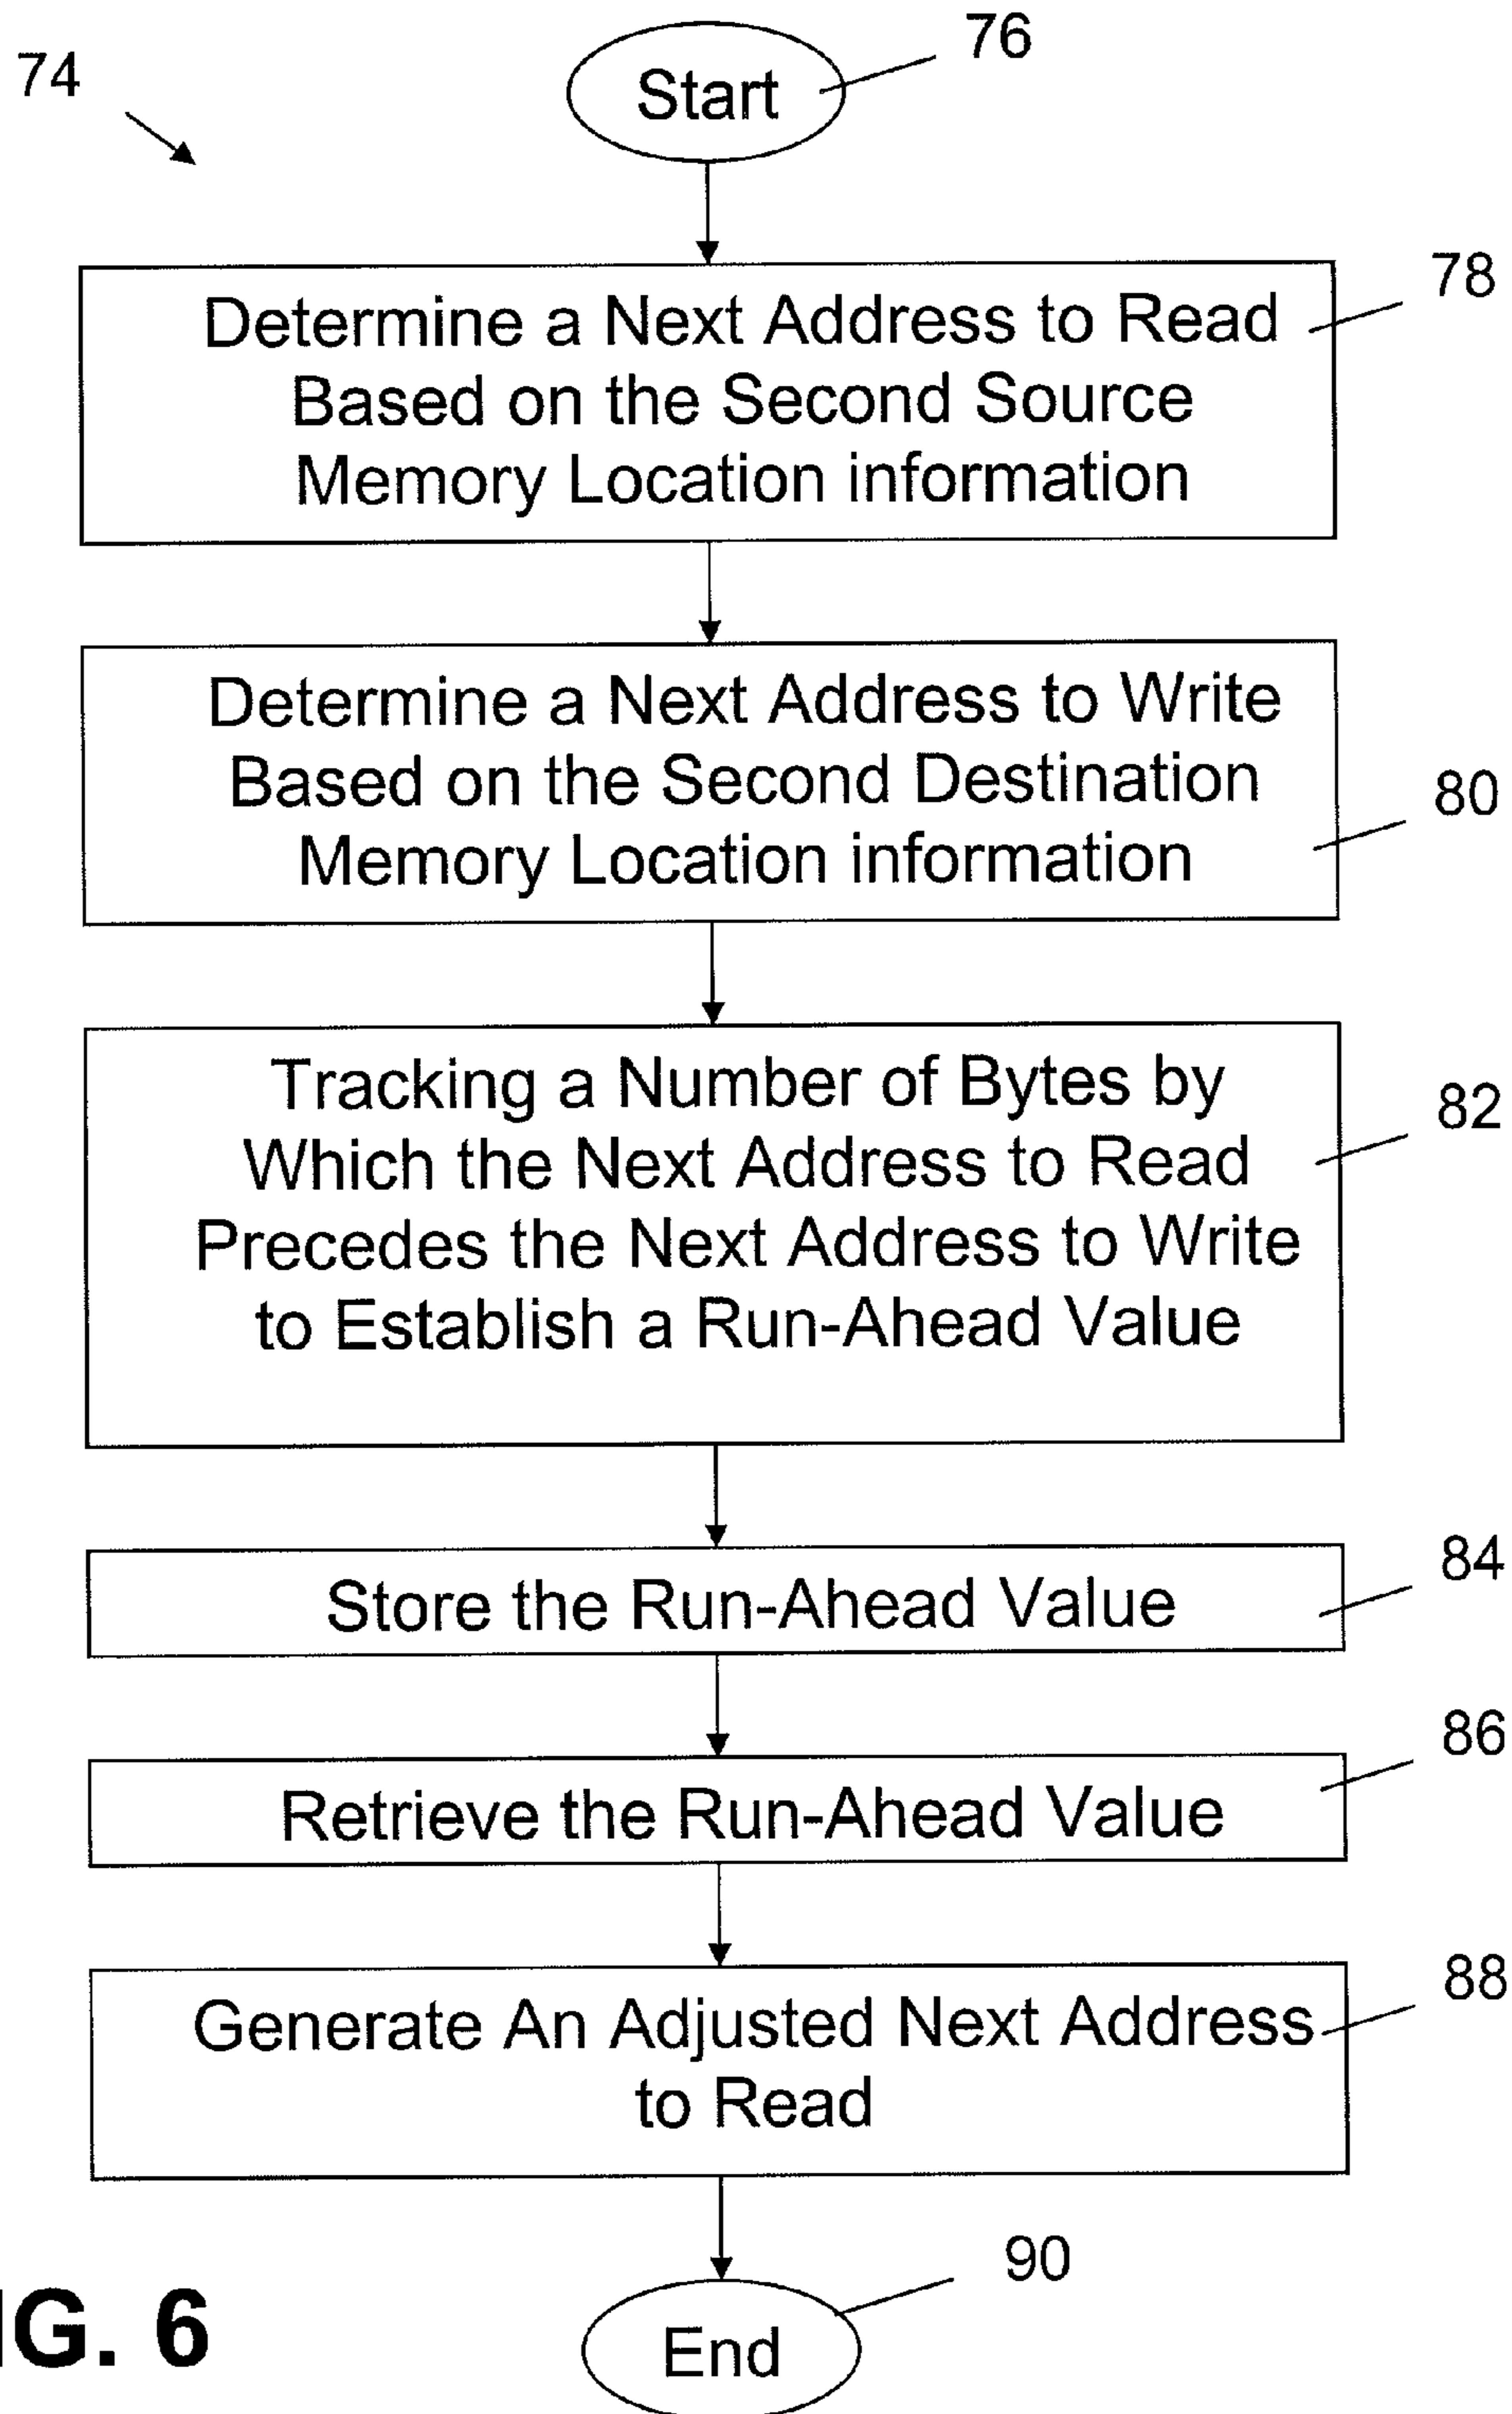 76
74
Start
78
Determine a Next Address to Read
Based on the Second Source
Memory Location information
Determine a Next Address to Write
Based on the Second Destination
80
Memory Location information
Tracking a Number of Bytes by
82
Which the Next Address to Read
Precedes the Next Address to Write
to Establish a Run-Ahead Value
84
Store the Run-Ahead Value
86
Retrieve the Run-Ahead Value
88
Generate An Adjusted Next Address
to Read
90
IG. 6
End